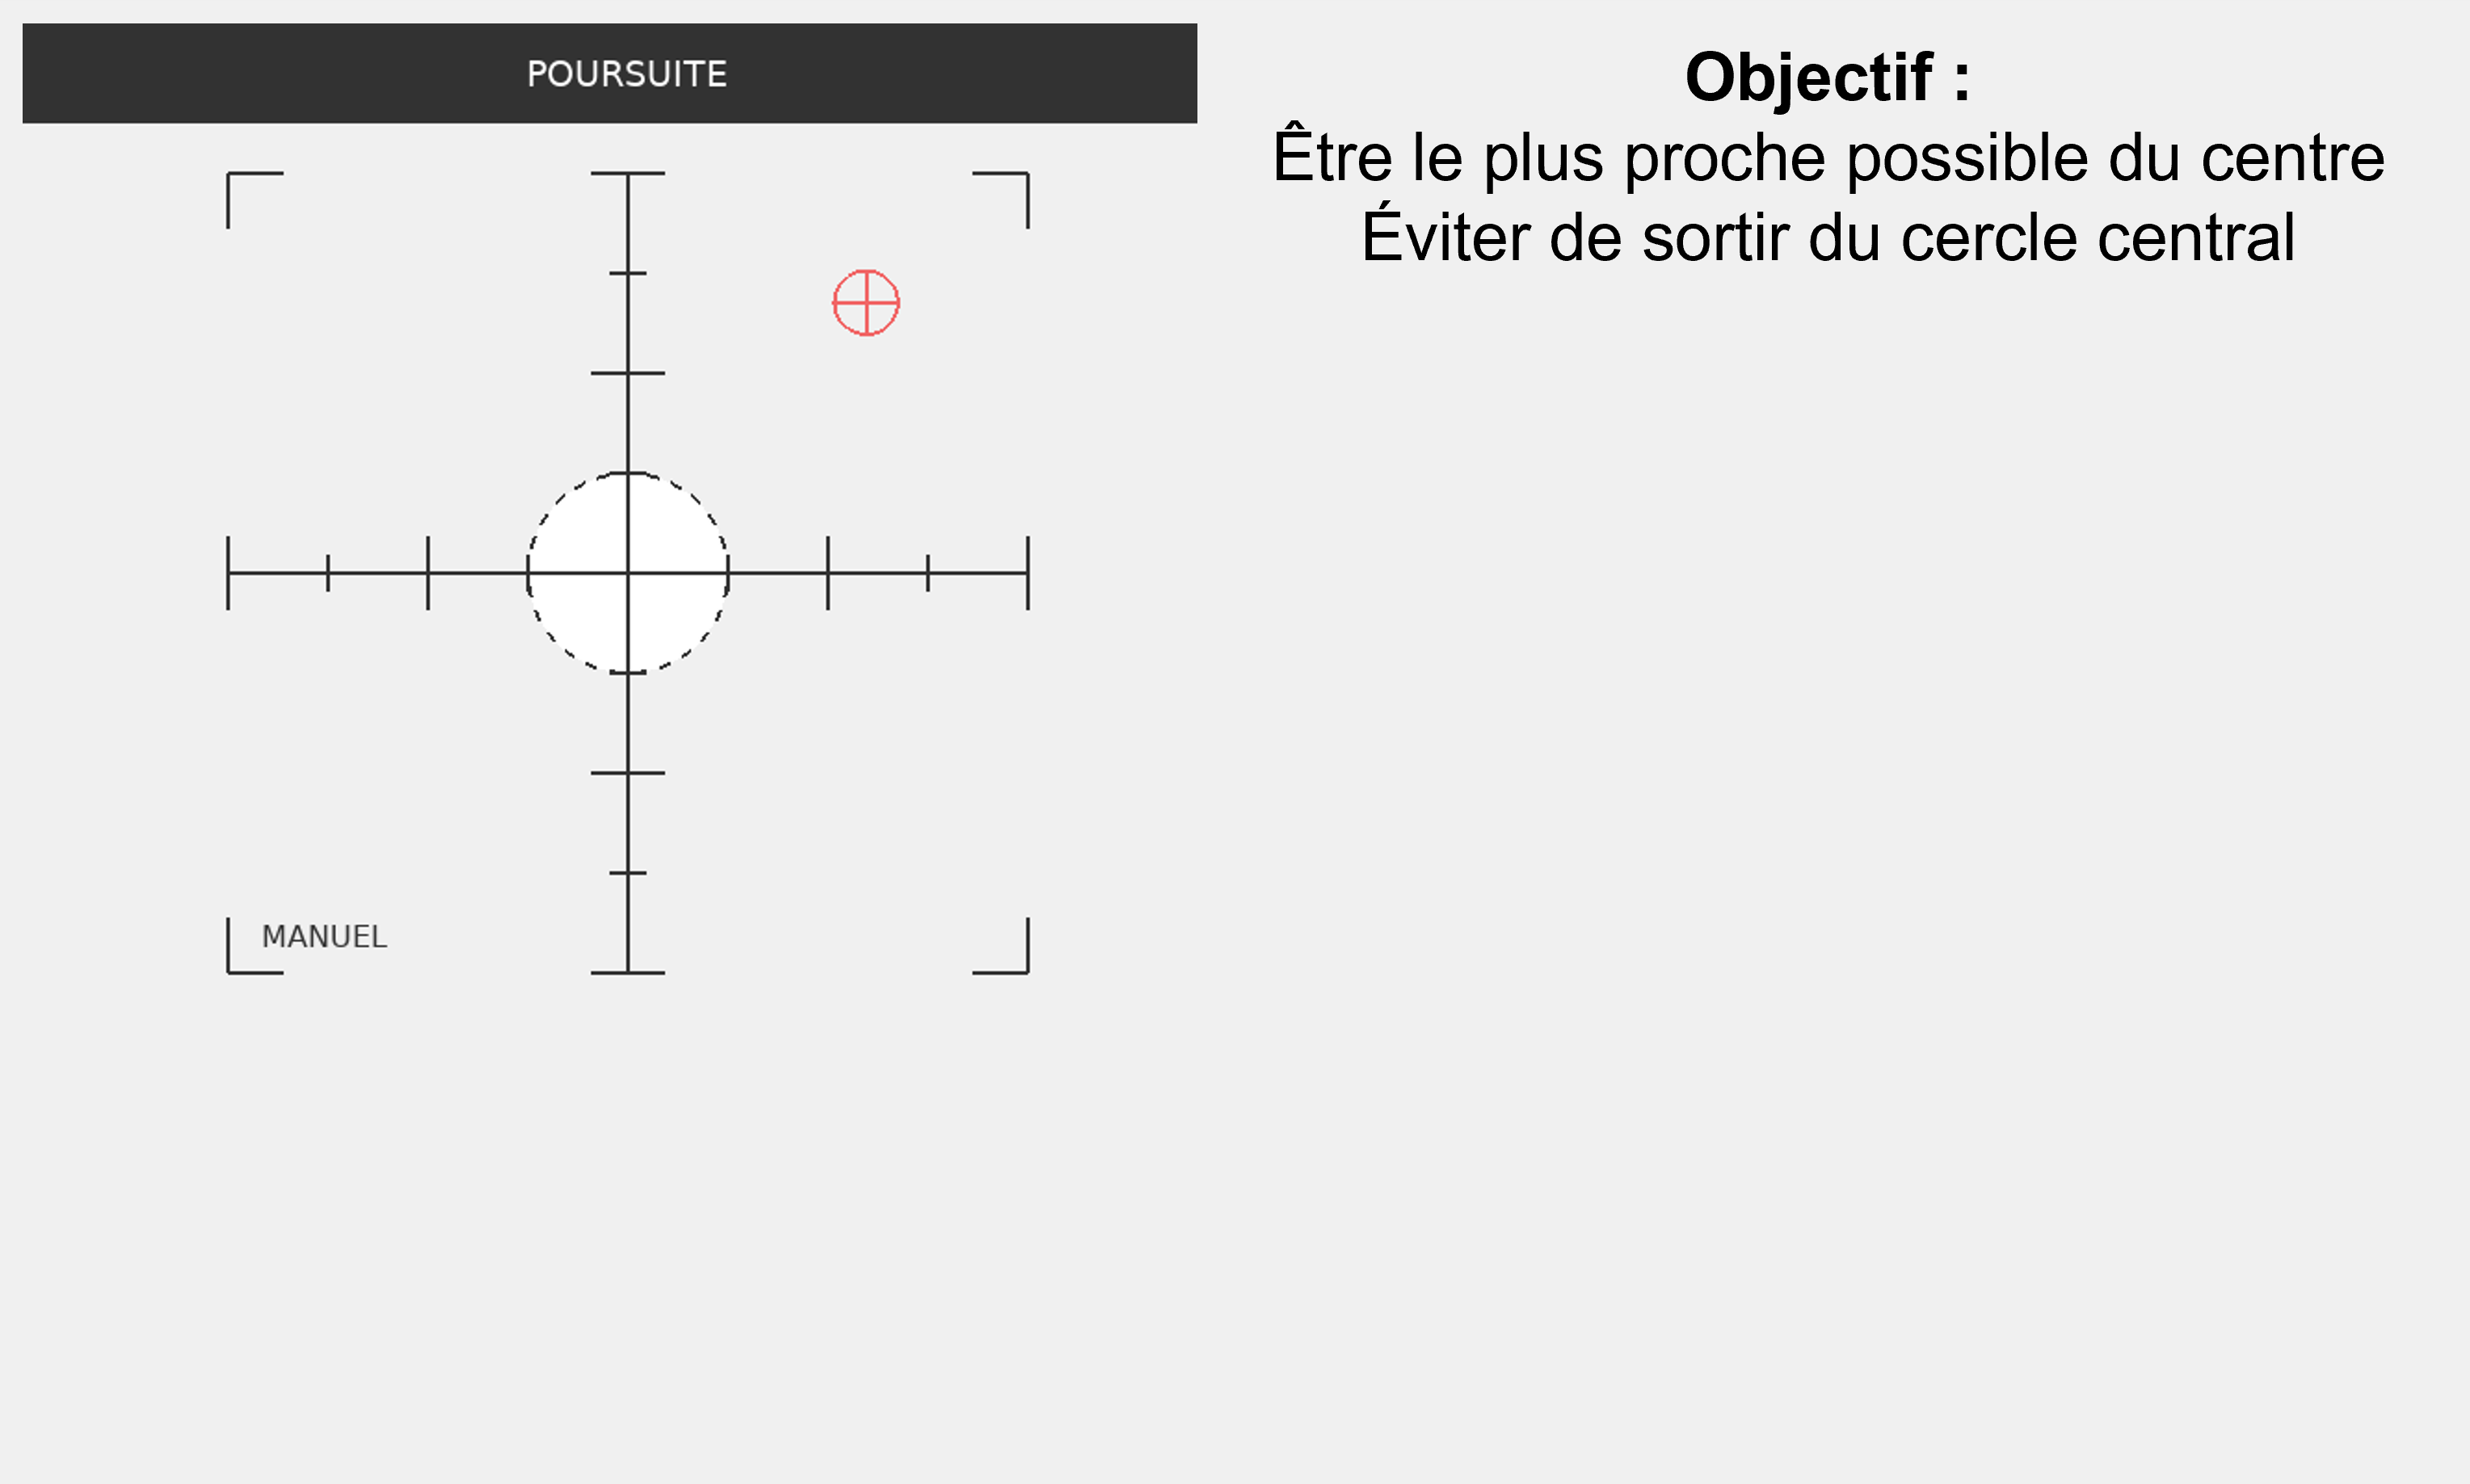 POURSUITE
MANUEL
Objectif :
Être le plus proche possible du centre
Éviter de sortir du cercle central